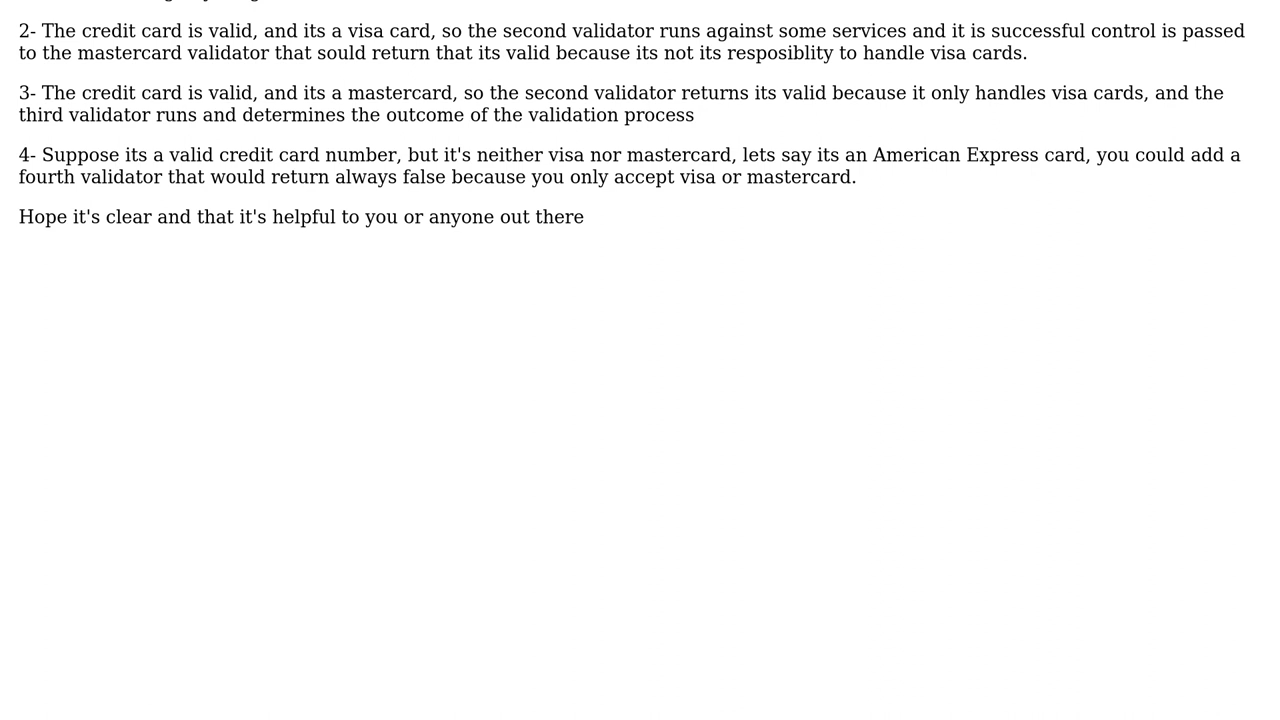 2- The credit card is valid, and its a visa card, so the second validator runs against some services and it is successful control is passed
to the mastercard validator that sould return that its valid because its not its resposiblity to handle visa cards.
3- The credit card is valid, and its a mastercard, so the second validator returns its valid because it only handles visa cards, and the
third validator runs and determines the outcome of the validation process
4- Suppose its a valid credit card number, but it's neither visa nor mastercard, lets say its an American Express card, you could add a
fourth validator that would return always false because you only accept visa or mastercard.
Hope it's clear and that it's helpful to you or anyone out there